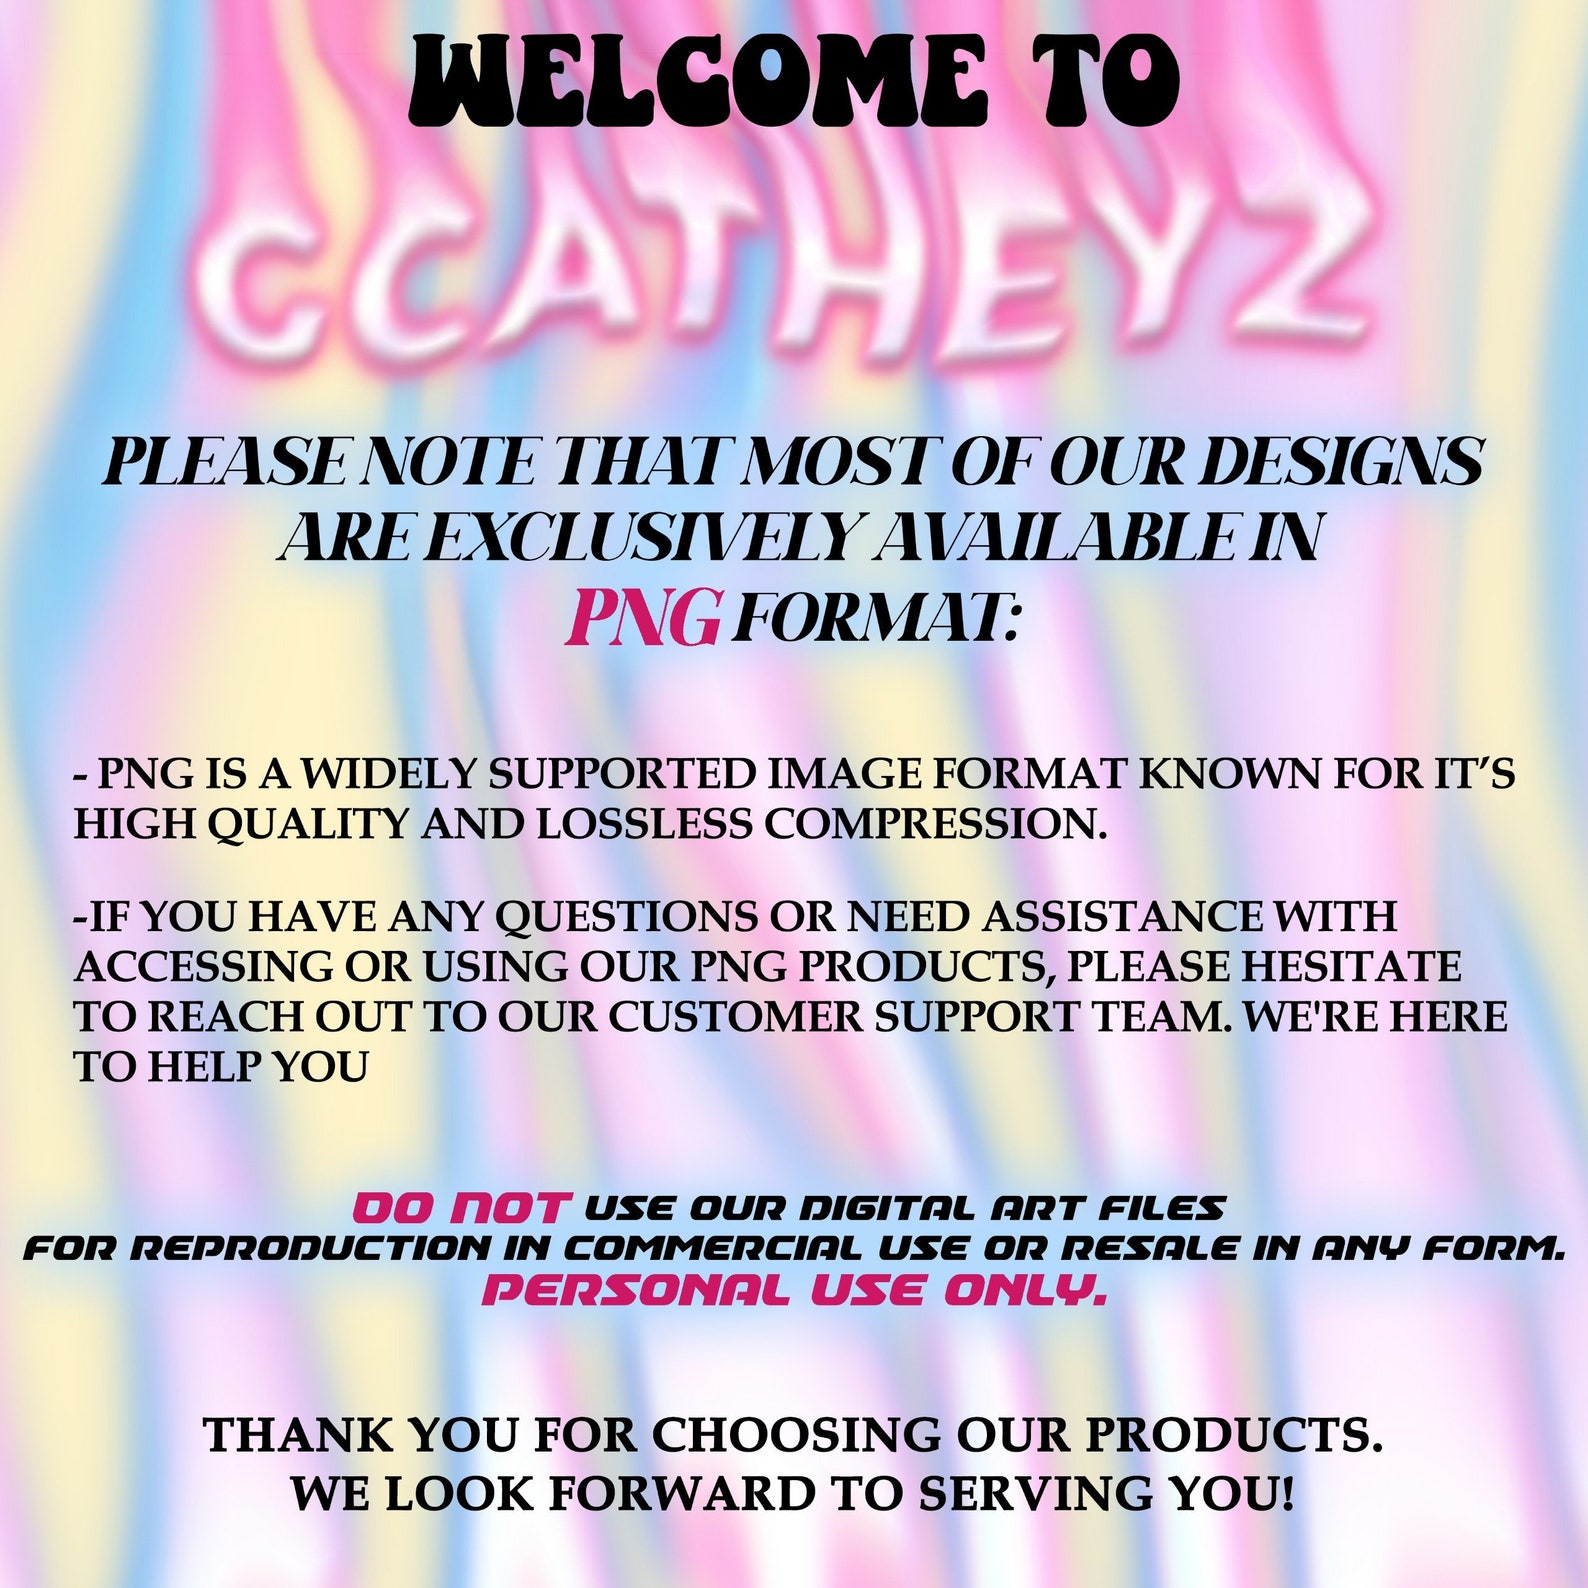 WELCOME TO
GCATHEYZ
PLEASE NOTE THAT MOST OF OUR DESIGNS
ARE EXCLUSIVELY AVAILABLE IN
PNG FORMAT:
- PNG IS A WIDELY SUPPORTED IMAGE FORMAT KNOWN FOR IT’S
HIGH QUALITY AND LOSSLESS COMPRESSION.
-IF YOU HAVE ANY QUESTIONS OR NEED ASSISTANCE WITH
ACCESSING OR USING OUR PNG PRODUCTS, PLEASE HESITATE
TO REACH OUT TO OUR CUSTOMER SUPPORT TEAM. WE'RE HERE
TO HELP YOU
DO NOT USE OUR DIGITAL ART FILES
FOR REPRODUCTION IN COMMERCIAL USE OR RESALE IN ANY FORM.
PERSONAL USE ONLY.
THANK YOU FOR CHOOSING OUR PRODUCTS.
WE LOOK FORWARD TO SERVING YOU!